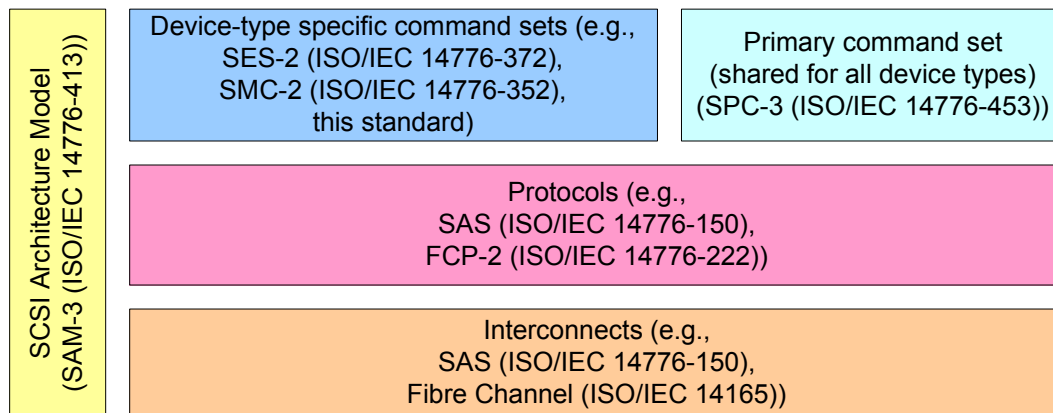 SCSI Architecture Model
(SAM-3 (ISO/IEC 14776-413))
Device-type specific command sets (e.g.,
SES-2 (ISO/IEC 14776-372),
SMC-2 (ISO/IEC 14776-352),
this standard)
Primary command set
(shared for all device types)
(SPC-3 (ISO/IEC 14776-453))
Protocols (e.g.,
SAS (ISO/IEC 14776-150),
FCP-2 (ISO/IEC 14776-222))
Interconnects (e.g.,
SAS (ISO/IEC 14776-150),
Fibre Channel (ISO/IEC 14165))